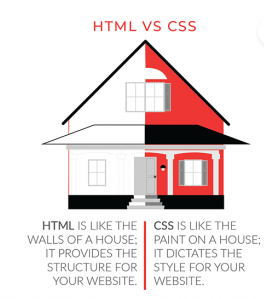 HTML VS CSS
HTML IS LIKE THE
WALLS OF A HOUSE;
IT PROVIDES THE
STRUCTURE FOR
YOUR WEBSITE.
CSS IS LIKE THE
PAINT ON A HOUSE;
IT DICTATES THE
STYLE FOR YOUR
WEBSITE.